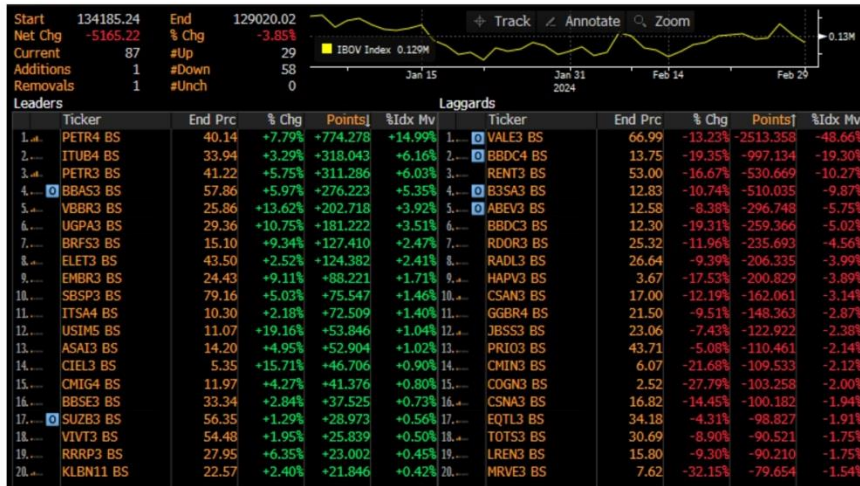 Start 134185.24 End 129020.02
Net Chg -5165.22 % Chg -3.85%
Current 87 #Up 29
Additions 1 #Down 58
Removals 1 #Unch 0
Track Annotate Zoom
IBOV Index 0.129M
0.13M
Jan 15 Jan 31 Feb 14 Feb 29
2024
Leaders Laggards
Ticker End Prc % Chg Points↓ %Idx Mv Ticker End Prc % Chg Points↑ %Idx Mv
1. PETR4 BS 40.14 +7.79% +774.278 +14.99% 1. O VALE3 BS 66.99 -13.23% -2513.358 -48.66%
2. ITUB4 BS 33.94 +3.29% +318.043 +6.16% 2. O BBDC4 BS 13.75 -19.35% -997.134 -19.30%
3. PETR3 BS 41.22 +5.75% +311.286 +6.03% 3. RENT3 BS 53.00 -16.67% -530.669 -10.27%
4. O BBAS3 BS 57.86 +5.97% +276.223 +5.35% 4. O B3SA3 BS 12.83 -10.74% -510.035 -9.87%
5. VBBR3 BS 25.86 +13.62% +202.718 +3.92% 5. O ABEV3 BS 12.58 -8.38% -296.748 -5.75%
6. UGPA3 BS 29.36 +10.75% +181.222 +3.51% 6. BBDC3 BS 12.30 -19.31% -259.366 -5.02%
7. BRFS3 BS 15.10 +9.34% +127.410 +2.47% 7. RDOR3 BS 25.32 -11.96% -235.693 -4.56%
8. ELET3 BS 43.50 +2.52% +124.382 +2.41% 8. RADL3 BS 26.64 -9.39% -206.335 -3.99%
9. EMBR3 BS 24.43 +9.11% +88.221 +1.71% 9. HAPV3 BS 3.67 -17.53% -200.829 -3.89%
10. SBSP3 BS 79.16 +5.03% +75.547 +1.46% 10. CSAN3 BS 17.00 -12.19% -162.061 -3.14%
11. ITSA4 BS 10.30 +2.18% +72.509 +1.40% 11. GGBR4 BS 21.50 -9.51% -148.363 -2.87%
12. USIM5 BS 11.07 +19.16% +53.846 +1.04% 12. JBSS3 BS 23.06 -7.43% -122.922 -2.38%
13. ASAI3 BS 14.20 +4.95% +52.904 +1.02% 13. PRIO3 BS 43.71 -5.08% -110.461 -2.14%
14. CIEL3 BS 5.35 +15.71% +46.706 +0.90% 14. CMIN3 BS 6.07 -21.68% -109.533 -2.12%
15. CMIG4 BS 11.97 +4.27% +41.376 +0.80% 15. COGN3 BS 2.52 -27.79% -103.258 -2.00%
16. BBSE3 BS 33.34 +2.84% +37.525 +0.73% 16. CSNA3 BS 16.82 -14.45% -100.182 -1.94%
17. O SUZB3 BS 56.35 +1.29% +28.973 +0.56% 17. EQTL3 BS 34.18 -4.31% -98.827 -1.91%
18. VIVT3 BS 54.48 +1.95% +25.839 +0.50% 18. TOTS3 BS 30.69 -8.90% -90.521 -1.75%
19. RRRP3 BS 27.95 +6.35% +23.002 +0.45% 19. LREN3 BS 15.80 -9.30% -90.210 -1.75%
20. KLBN11 BS 22.57 +2.40% +21.846 +0.42% 20. MRVE3 BS 7.62 -32.15% -79.654 -1.54%